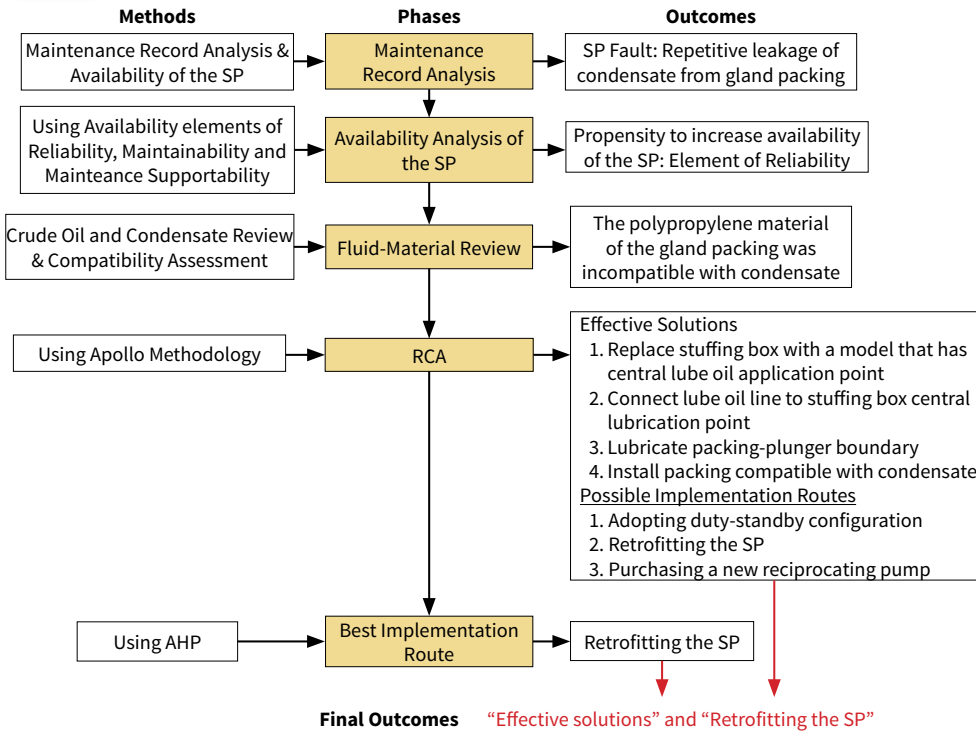 Methods
Phases
Outcomes
Maintenance Record Analysis &
Availability of the SP
Maintenance
Record Analysis
SP Fault: Repetitive leakage of
condensate from gland packing
Using Availability elements of
Reliability, Maintainability and
Mainteance Supportability
Availability Analysis of
the SP
Propensity to increase availability
of the SP: Element of Reliability
Crude Oil and Condensate Review
& Compatibility Assessment
Fluid-Material Review
The polypropylene material
of the gland packing was
incompatible with condensate
Using Apollo Methodology
RCA
Effective Solutions
1. Replace stuffing box with a model that has
central lube oil application point
2. Connect lube oil line to stuffing box central
lubrication point
3. Lubricate packing-plunger boundary
4. Install packing compatible with condensate
Possible Implementation Routes
1. Adopting duty-standby configuration
2. Retrofitting the SP
3. Purchasing a new reciprocating pump
Using AHP
Best Implementation
Route
Retrofitting the SP
Final Outcomes
“Effective solutions” and “Retrofitting the SP”